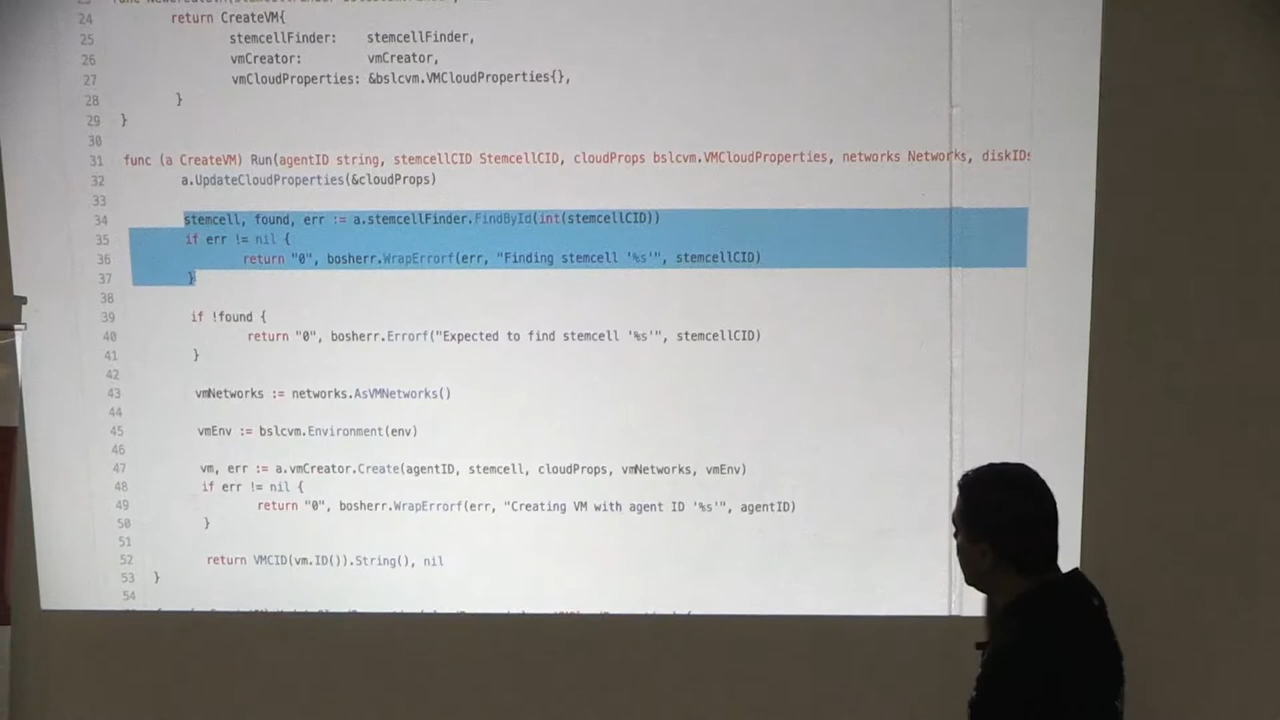 24 return CreateVM{
25 stemcellFinder: stemcellFinder,
26 vmCreator: vmCreator,
27 vmCloudProperties: &bslcvm.VMCloudProperties{},
28 }
29 }
30
31 func (a CreateVM) Run(agentID string, stemcellCID StemcellCID, cloudProps bslcvm.VMCloudProperties, networks Networks, diskIDs
32 a.UpdateCloudProperties(&cloudProps)
33
34 stemcell, found, err := a.stemcellFinder.FindById(int(stemcellCID))
35 if err != nil {
36 return "0", bosherr.WrapErrorf(err, "Finding stemcell '%s'", stemcellCID)
37 }
38
39 if !found {
40 return "0", bosherr.Errorf("Expected to find stemcell '%s'", stemcellCID)
41 }
42
43 vmNetworks := networks.AsVMNetworks()
44
45 vmEnv := bslcvm.Environment(env)
46
47 vm, err := a.vmCreator.Create(agentID, stemcell, cloudProps, vmNetworks, vmEnv)
48 if err != nil {
49 return "0", bosherr.WrapErrorf(err, "Creating VM with agent ID '%s'", agentID)
50 }
51
52 return VMCID(vm.ID()).String(), nil
53 }
54